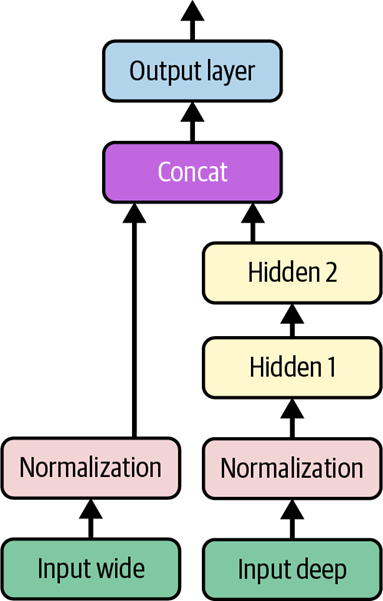 Output layer
Concat
Hidden 2
Hidden 1
Normalization
Normalization
Input wide
Input deep